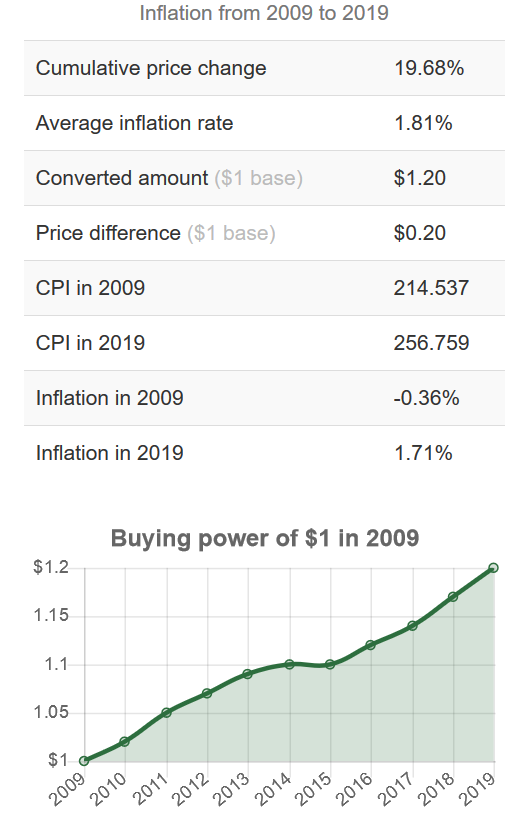 Inflation from 2009 to 2019
Cumulative price change 19.68%
Average inflation rate 1.81%
Converted amount ($1 base) $1.20
Price difference ($1 base) $0.20
CPI in 2009 214.537
CPI in 2019 256.759
Inflation in 2009 -0.36%
Inflation in 2019 1.71%
Buying power of $1 in 2009
$1.2
1.15
1.1
1.05
$1
2009 2010 2011 2012 2013 2014 2015 2016 2017 2018 2019